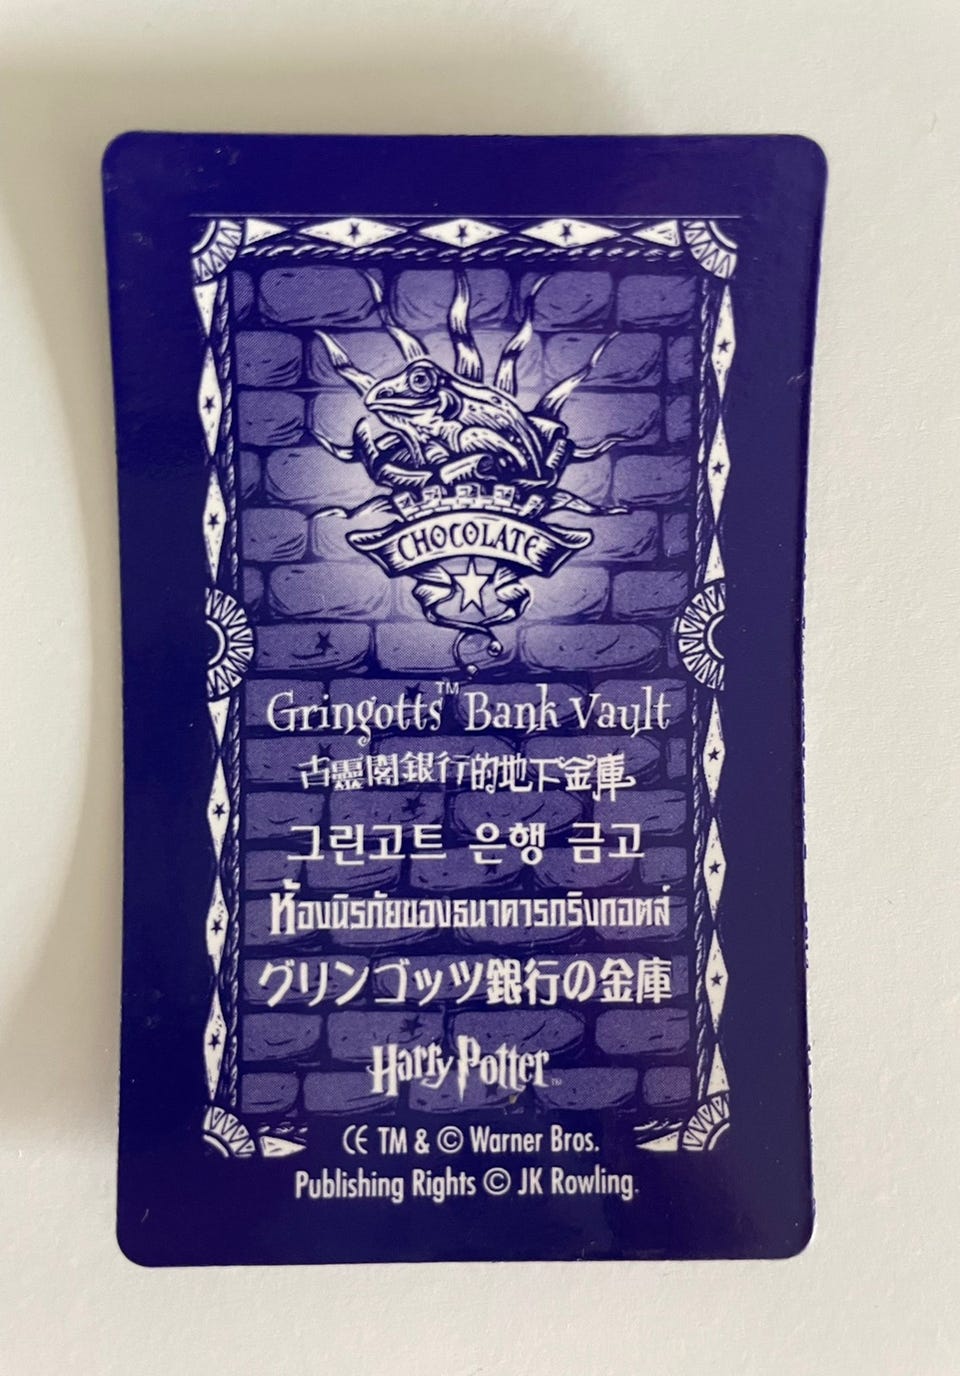 CHOCOLATE
Gringotts™ Bank Vault
古靈閣銀行的地下金庫
그린고트 은행 금고
ห้องนิรภัยของธนาคารกริงกอตส์
グリンゴッツ銀行の金庫
Harry Potter™
CE TM & © Warner Bros.
Publishing Rights © JK Rowling.